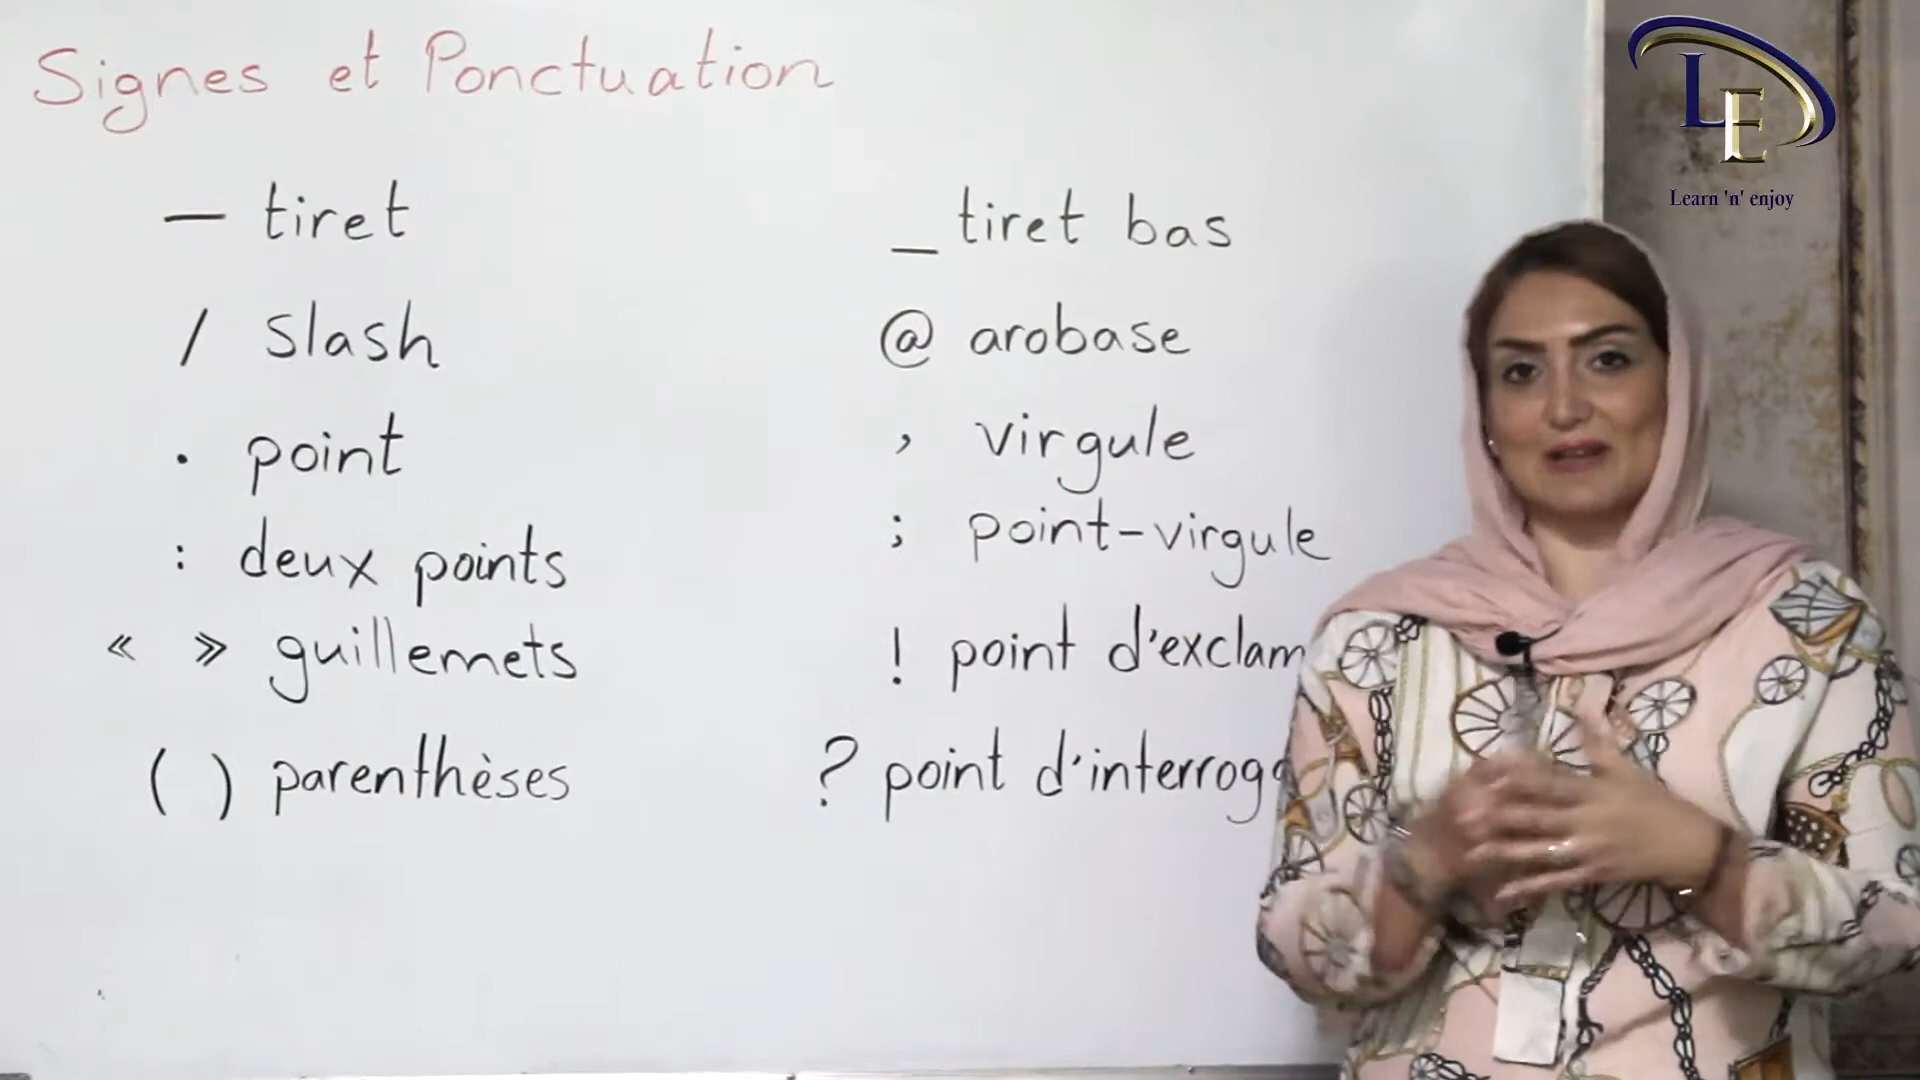 Signes et Ponctuation
— tiret
/ slash
. point
: deux points
« » guillemets
( ) parenthèses
_ tiret bas
@ arobase
, virgule
; point-virgule
! point d'exclam
? point d'interrog
LE
Learn 'n' enjoy